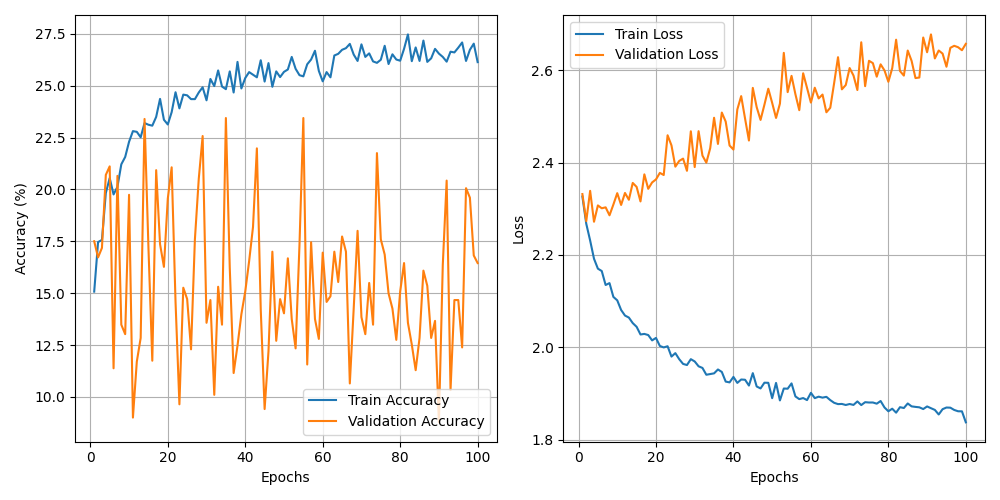 27.5
25.0
22.5
20.0
17.5
15.0
12.5
10.0
Accuracy (%)
Train Accuracy
Validation Accuracy
0 20 40 60 80 100
Epochs
Train Loss
Validation Loss
2.6
2.4
2.2
2.0
1.8
Loss
0 20 40 60 80 100
Epochs